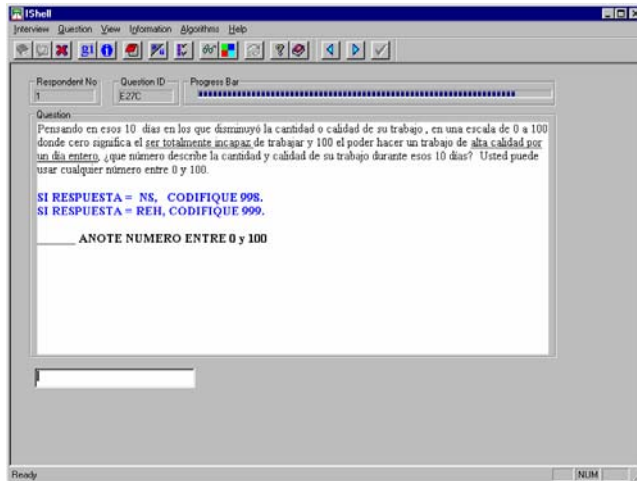 IShell
Interview Question View Information Algorithms Help
g1
Respondent No
Question ID
Progress Bar
1
E27C
Question
Pensando en esos 10 días en los que disminuyó la cantidad o calidad de su trabajo , en una escala de 0 a 100
donde cero significa el ser totalmente incapaz de trabajar y 100 el poder hacer un trabajo de alta calidad por
un dia entero, ¿que número describe la cantidad y calidad de su trabajo durante esos 10 días? Usted puede
usar cualquier número entre 0 y 100.
SI RESPUESTA = NS, CODIFIQUE 998.
SI RESPUESTA = REH, CODIFIQUE 999.
______ ANOTE NUMERO ENTRE 0 y 100
Ready
NUM